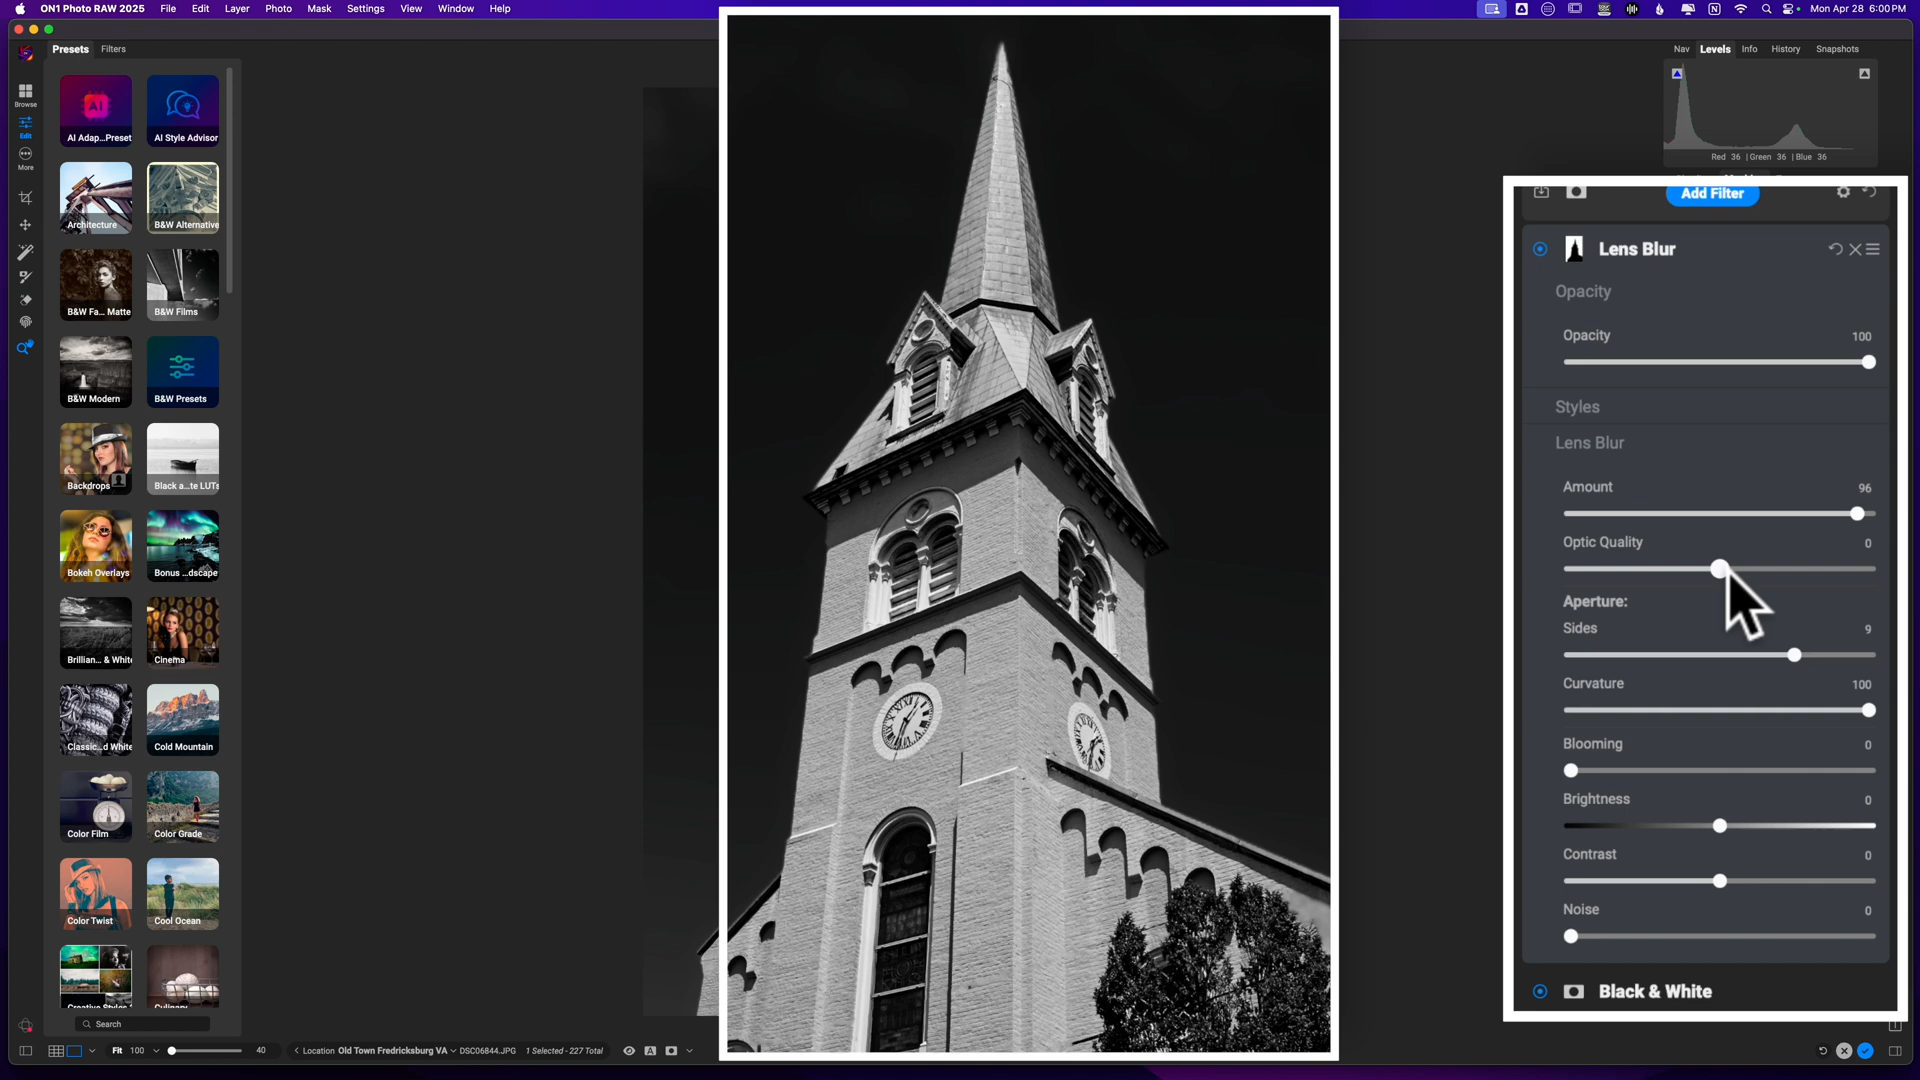 ON1 Photo RAW 2025 File Edit Layer Photo Mask Settings View Window Help
Mon Apr 28 6:00PM
Presets Filters
Nav Levels Info History Snapshots
Browse
Edit
More
AI Adap...Preset
AI Style Advisor
Architecture
B&W Alternative
B&W Fa... Matte
B&W Films
B&W Modern
B&W Presets
Backdrops
Black a...te LUTs
Bokeh Overlays
Bonus ...dscape
Brillian... & White
Cinema
Classic...d White
Cold Mountain
Color Film
Color Grade
Color Twist
Cool Ocean
Creative Styles
Culinary
Search
Red 36 | Green 36 | Blue 36
Add Filter
Lens Blur
Opacity
Opacity 100
Styles
Lens Blur
Amount 96
Optic Quality 0
Aperture:
Sides 9
Curvature 100
Blooming 0
Brightness 0
Contrast 0
Noise 0
Black & White
Fit 100 40
Location Old Town Fredricksburg VA DSC06844.JPG 1 Selected - 227 Total